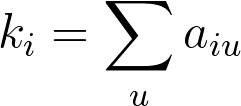 k_i = \sum_u a_{iu}